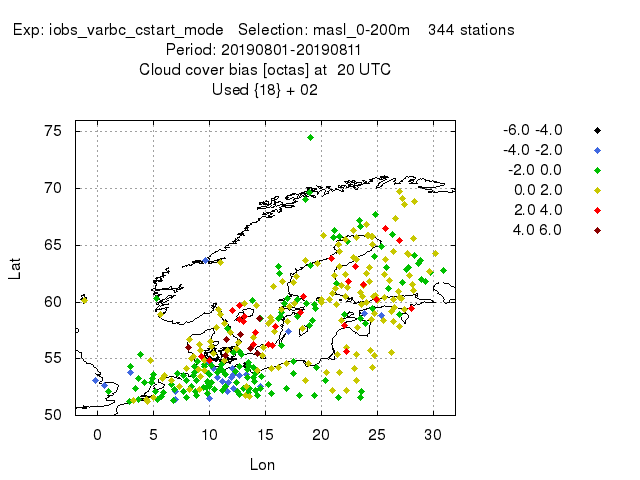 Exp: iobs_varbc_cstart_mode   Selection: masl_0-200m    344 stations
Period: 20190801-20190811
Cloud cover bias [octas] at  20 UTC
Used {18} + 02
-6.0 -4.0
-4.0 -2.0
-2.0 0.0
0.0 2.0
2.0 4.0
4.0 6.0
Lat
75
70
65
60
55
50
0 5 10 15 20 25 30
Lon